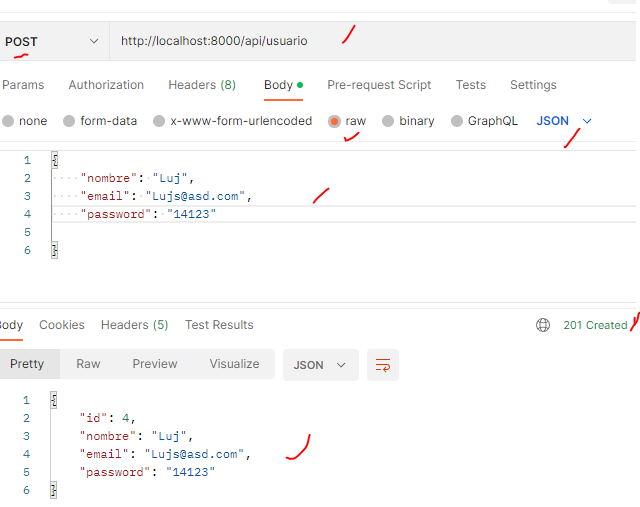 POST http://localhost:8000/api/usuario
Params Authorization Headers (8) Body Pre-request Script Tests Settings
none form-data x-www-form-urlencoded raw binary GraphQL JSON
1 {
2 "nombre": "Luj",
3 "email": "Lujs@asd.com",
4 "password": "14123"
5
6 }
Body Cookies Headers (5) Test Results 201 Created
Pretty Raw Preview Visualize JSON
1 {
2 "id": 4,
3 "nombre": "Luj",
4 "email": "Lujs@asd.com",
5 "password": "14123"
6 }